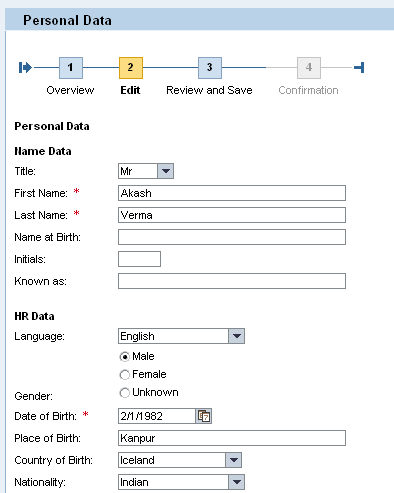 Personal Data
1 2 3 4
Overview Edit Review and Save Confirmation
Personal Data
Name Data
Title: Mr
First Name: * Akash
Last Name: * Verma
Name at Birth:
Initials:
Known as:
HR Data
Language: English
Male
Female
Gender: Unknown
Date of Birth: * 2/1/1982
Place of Birth: Kanpur
Country of Birth: Iceland
Nationality: Indian